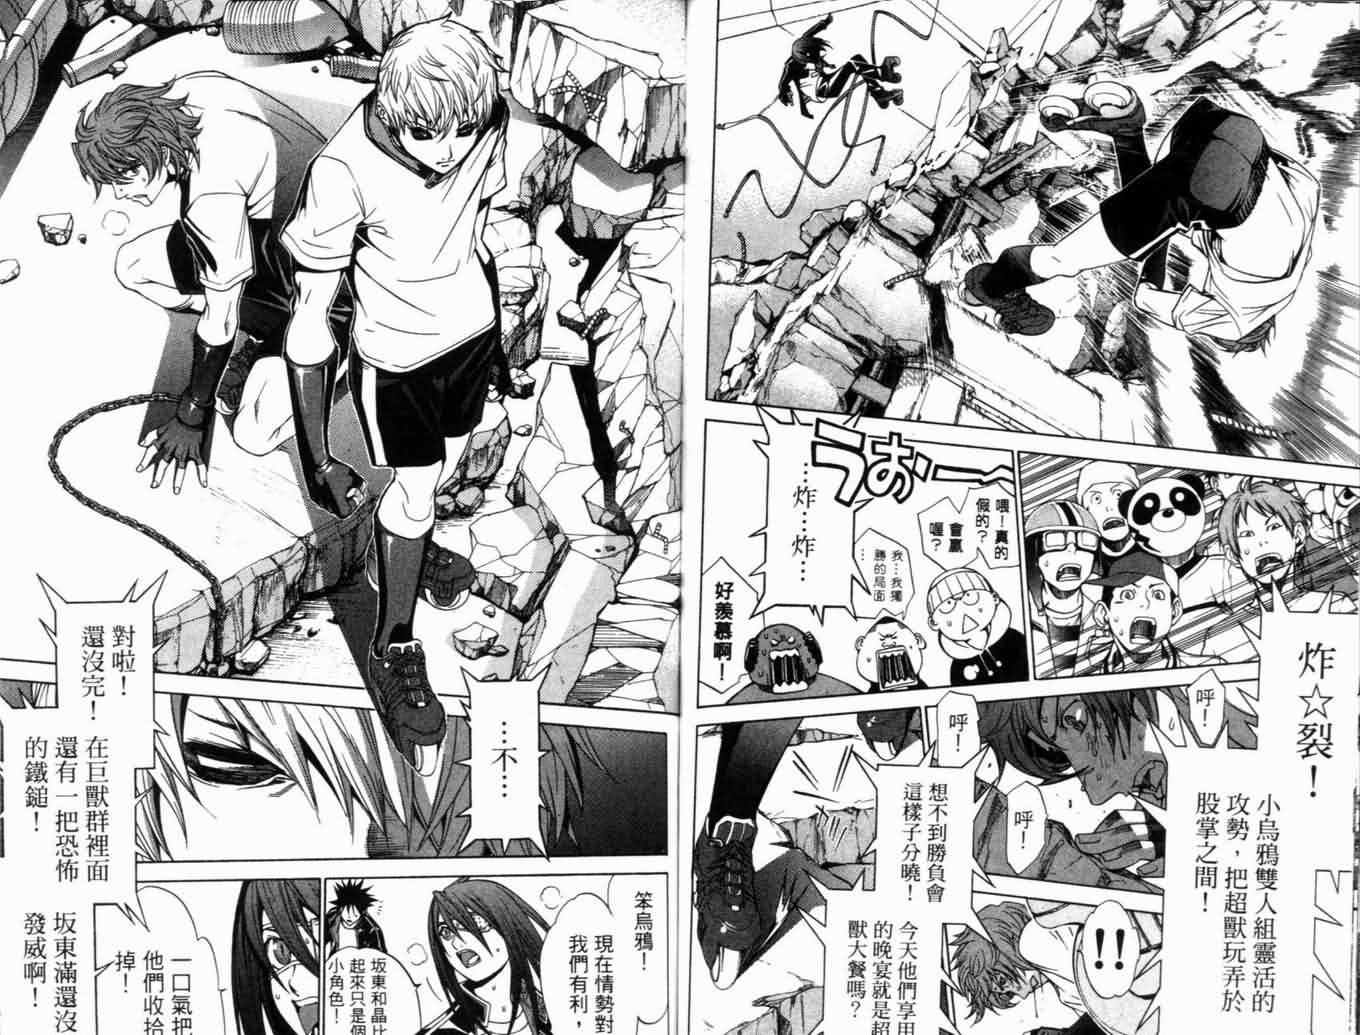 炸☆裂！
小烏鴉雙人組靈活的
攻勢，把超獸玩弄於
股掌之間！
喂！真的
假的？
會贏
喔？
我…我獨
勝的局面
…
うおー〜
…炸…炸…
好羨慕啊！
呼！
呼！
呼！
!!
想不到勝負會
這樣子分曉！
今天他們享用
的晚宴就是超
獸大餐嗎？
…不…
對啦！
還沒完！
在巨獸群裡面
還有一把恐怖
的鐵鎚！
坂東滿還沒
發威啊！
笨烏鴉！
現在情勢對
我們有利，
坂東和晶比
起來只是個
小角色！
一口氣把
他們收拾
掉！